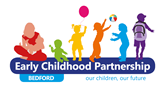 Early Childhood Partnership
BEDFORD
our children, our future